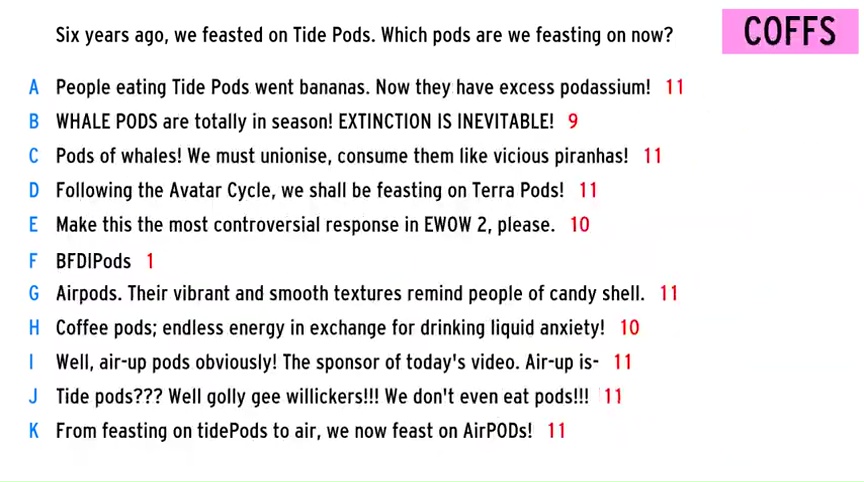 Six years ago, we feasted on Tide Pods. Which pods are we feasting on now?
COFFS
A People eating Tide Pods went bananas. Now they have excess podassium! 11
B WHALE PODS are totally in season! EXTINCTION IS INEVITABLE! 9
C Pods of whales! We must unionise, consume them like vicious piranhas! 11
D Following the Avatar Cycle, we shall be feasting on Terra Pods! 11
E Make this the most controversial response in EWOW 2, please. 10
F BFDIPods 1
G Airpods. Their vibrant and smooth textures remind people of candy shell. 11
H Coffee pods; endless energy in exchange for drinking liquid anxiety! 10
I Well, air-up pods obviously! The sponsor of today's video. Air-up is- 11
J Tide pods??? Well golly gee willickers!!! We don't even eat pods!!! 11
K From feasting on tidePods to air, we now feast on AirPODs! 11